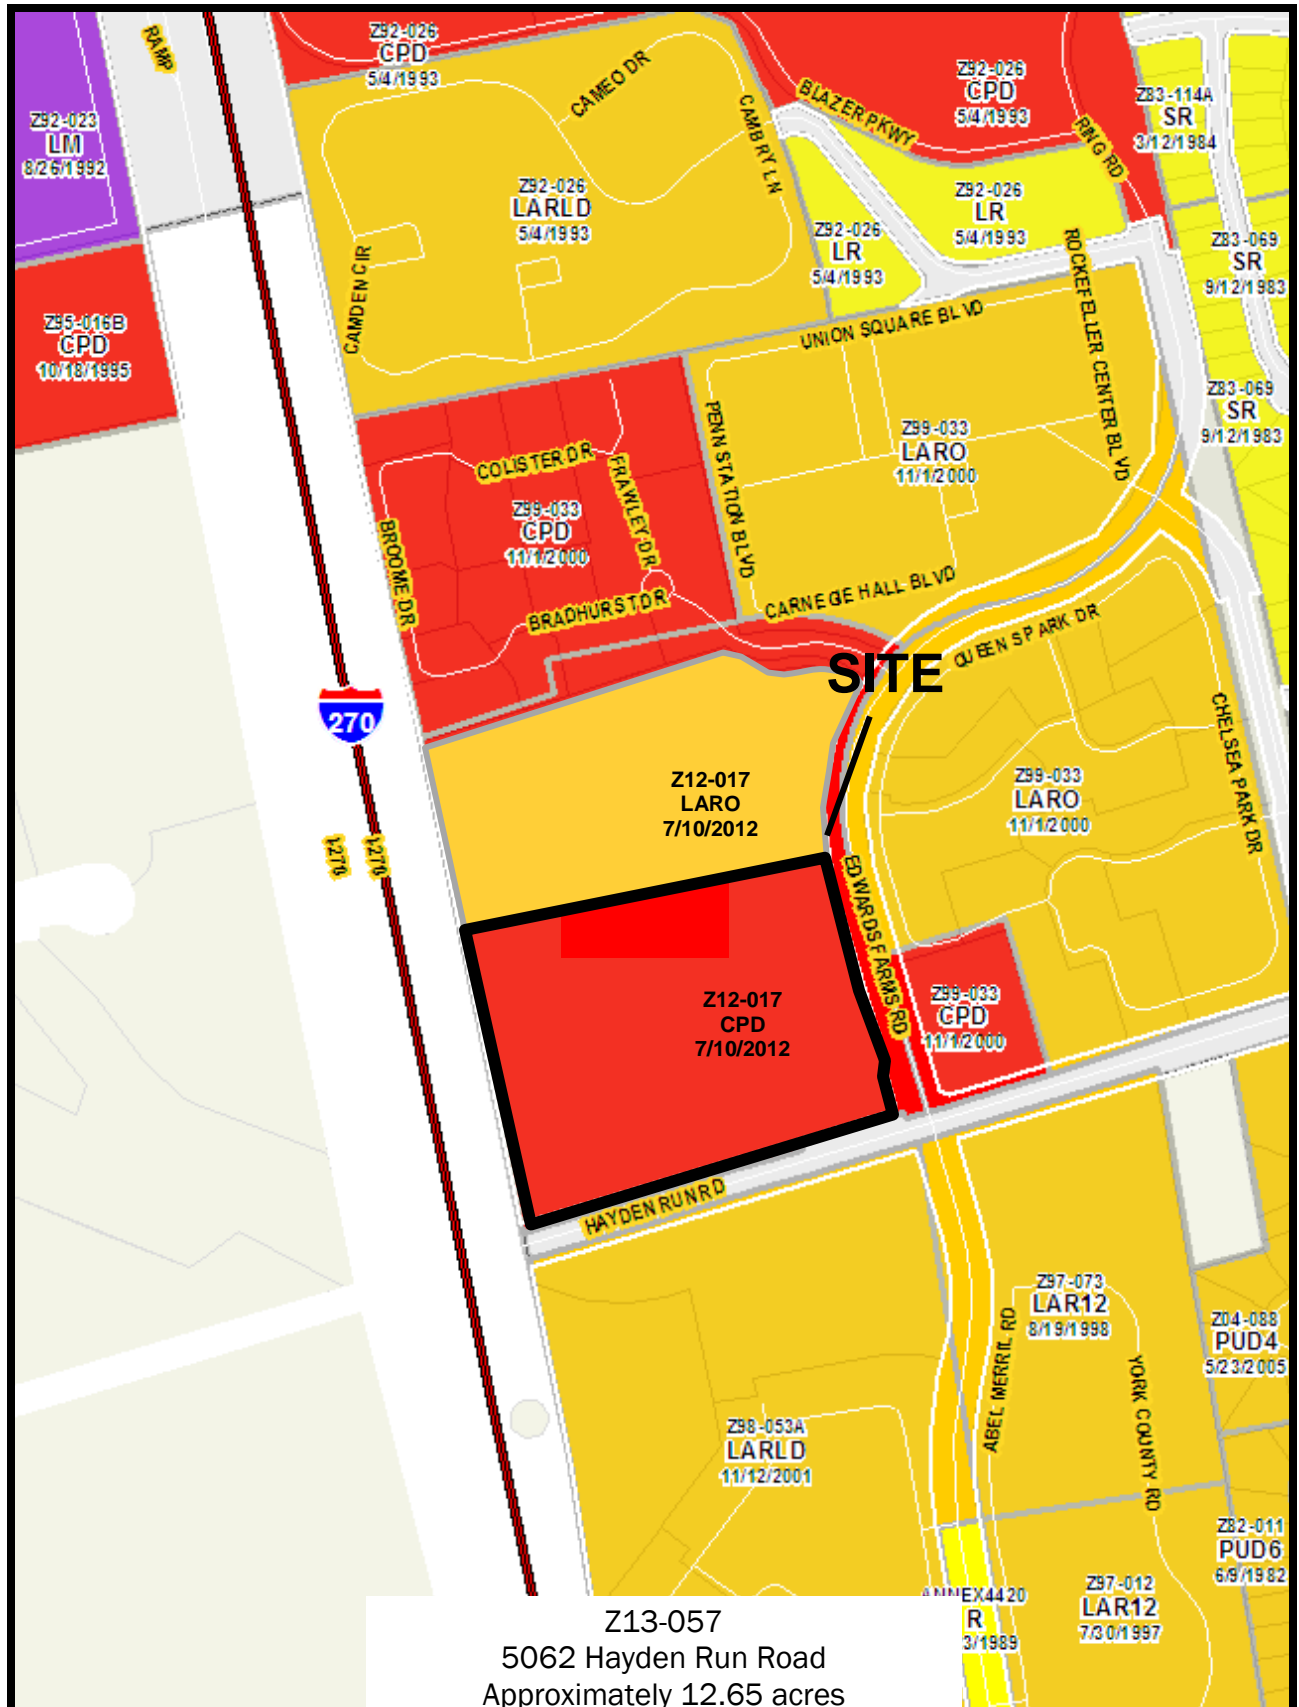 RAMP
Z92-026
CPD
5/4/1993
CAMEO DR
CAMBRY LN
BLAZER PKWY
Z92-026
CPD
5/4/1993
RING RD
Z83-114A
SR
3/12/1984
Z92-023
LM
8/26/1992
Z92-026
LARLD
5/4/1993
Z92-026
LR
5/4/1993
Z92-026
LR
5/4/1993
Z83-069
SR
9/12/1983
CAMDEN CIR
ROCKEFELLER CENTER BLVD
UNION SQUARE BLVD
Z95-016B
CPD
10/18/1995
Z83-069
SR
9/12/1983
PENN STATION BLVD
Z99-033
LARO
11/1/2000
COLISTER DR
FRAWLEY DR
Z99-033
CPD
11/1/2000
BROOME DR
BRADHURST DR
CARNEGIE HALL BLVD
QUEENS PARK DR
SITE
270
CHELSEA PARK DR
Z12-017
LARO
7/10/2012
Z99-033
LARO
11/1/2000
I270
I270
EDWARDS FARMS RD
Z12-017
CPD
7/10/2012
Z99-033
CPD
11/1/2000
HAYDEN RUN RD
Z97-073
LAR12
8/19/1998
ABEL MERRIL RD
YORK COUNTY RD
Z04-088
PUD4
5/23/2005
Z98-053A
LARLD
11/12/2001
Z82-011
PUD6
6/9/1982
ANNEX4420
R
3/1989
Z97-012
LAR12
7/30/1997
Z13-057
5062 Hayden Run Road
Approximately 12.65 acres